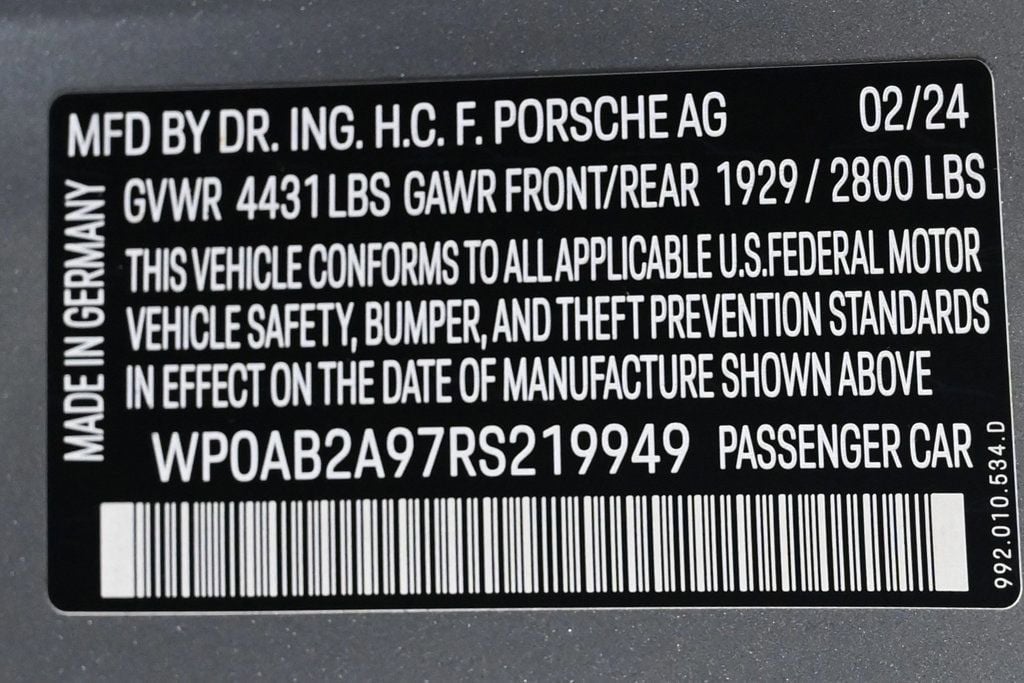 MFD BY DR. ING. H.C. F. PORSCHE AG 02/24
GVWR 4431 LBS GAWR FRONT/REAR 1929 / 2800 LBS
THIS VEHICLE CONFORMS TO ALL APPLICABLE U.S.FEDERAL MOTOR
VEHICLE SAFETY, BUMPER, AND THEFT PREVENTION STANDARDS
IN EFFECT ON THE DATE OF MANUFACTURE SHOWN ABOVE
WP0AB2A97RS219949 PASSENGER CAR
MADE IN GERMANY
992.010.534.D